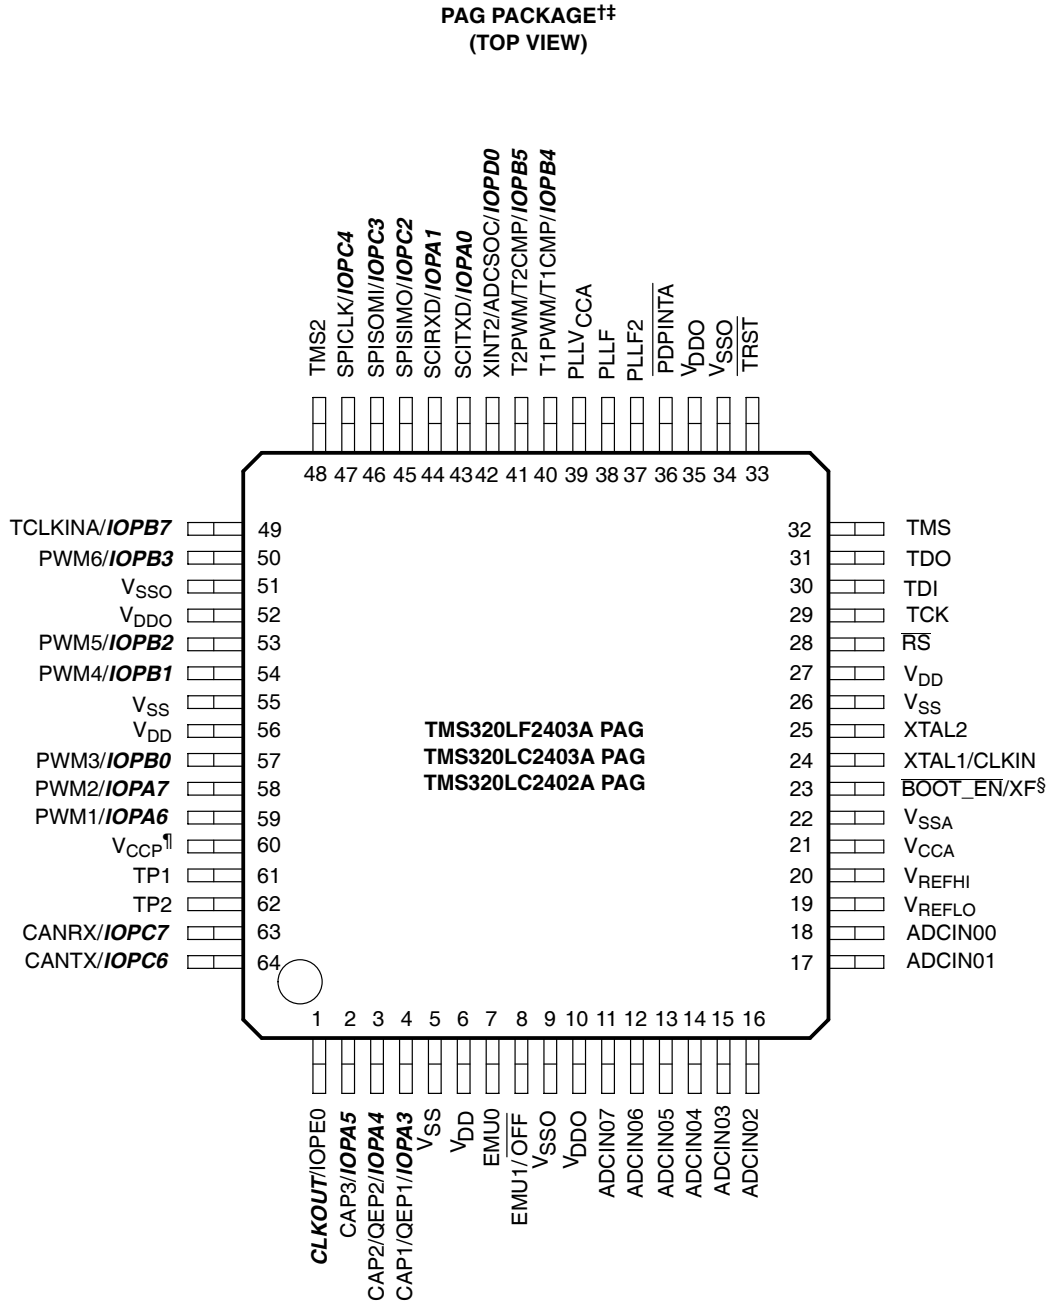 PAG PACKAGE†‡
(TOP VIEW)
TMS2
SPICLK/IOPC4
SPISOMI/IOPC3
SPISIMO/IOPC2
SCIRXD/IOPA1
SCITXD/IOPA0
XINT2/ADCSOC/IOPD0
T2PWM/T2CMP/IOPB5
T1PWM/T1CMP/IOPB4
PLLVCCA
PLLF
PLLF2
PDPINTA
VDDO
VSSO
TRST
48 47 46 45 44 43 42 41 40 39 38 37 36 35 34 33
TCLKINA/IOPB7 49
PWM6/IOPB3 50
VSSO 51
VDDO 52
PWM5/IOPB2 53
PWM4/IOPB1 54
VSS 55
VDD 56
PWM3/IOPB0 57
PWM2/IOPA7 58
PWM1/IOPA6 59
VCCP¶ 60
TP1 61
TP2 62
CANRX/IOPC7 63
CANTX/IOPC6 64
TMS320LF2403A PAG
TMS320LC2403A PAG
TMS320LC2402A PAG
32 TMS
31 TDO
30 TDI
29 TCK
28 RS
27 VDD
26 VSS
25 XTAL2
24 XTAL1/CLKIN
23 BOOT_EN/XF§
22 VSSA
21 VCCA
20 VREFHI
19 VREFLO
18 ADCIN00
17 ADCIN01
1 2 3 4 5 6 7 8 9 10 11 12 13 14 15 16
CLKOUT/IOPE0
CAP3/IOPA5
CAP2/QEP2/IOPA4
CAP1/QEP1/IOPA3
VSS
VDD
EMU0
EMU1/OFF
VSSO
VDDO
ADCIN07
ADCIN06
ADCIN05
ADCIN04
ADCIN03
ADCIN02